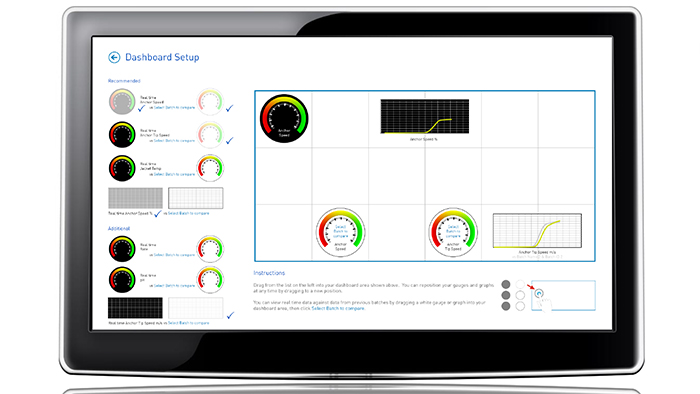 Dashboard Setup
Recommended
Real time
Anchor Speed
vs Select Batch to compare
Real time
Anchor Tip Speed
vs Select Batch to compare
Real time
Jacket Temp
vs Select Batch to compare
Real time Anchor Speed % vs Select Batch to compare
Additional
Real time
vs Select Batch to compare
Real time
pH
vs Select Batch to compare
Real time Anchor Tip Speed m/s vs Select Batch to compare
Anchor
Speed
Anchor Speed %
Select
Batch to
compare
Anchor
Speed
Select
Batch to
compare
Anchor
Tip Speed
Anchor Tip Speed m/s
Instructions
Drag from the list on the left into your dashboard area shown above. You can reposition your gauges and graphs
at any time by dragging to a new position.
You can view real time data against data from previous batches by dragging a white gauge or graph into your
dashboard area, then click Select Batch to compare